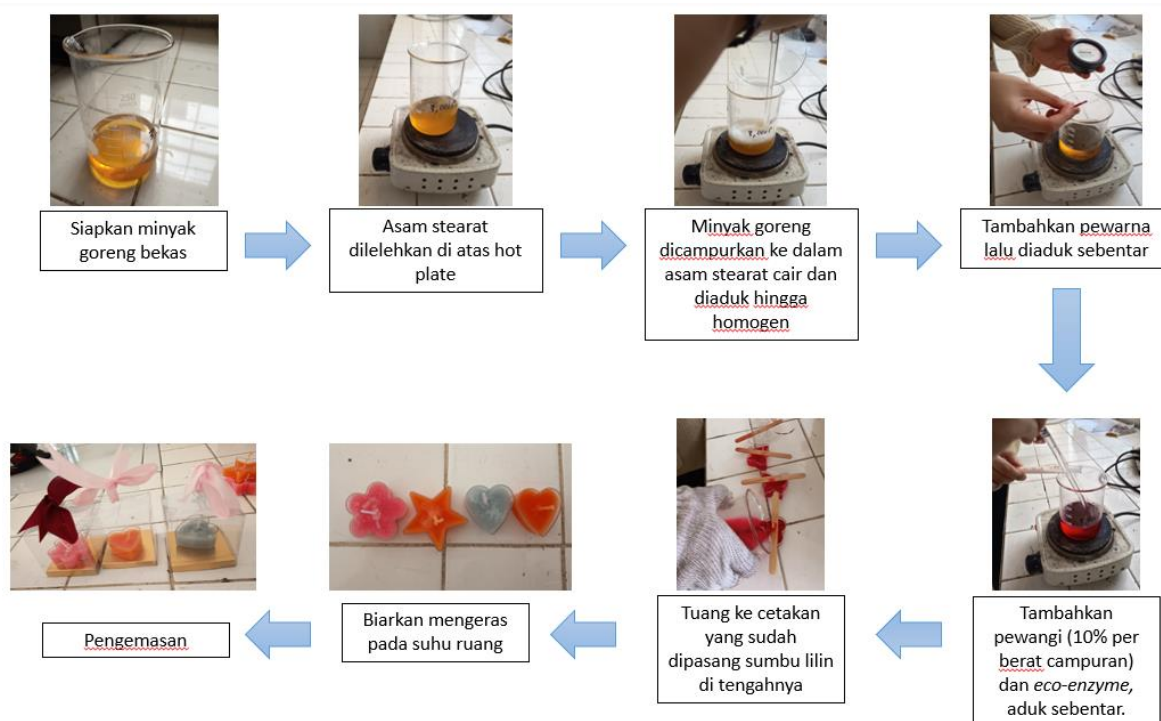 Siapkan minyak
goreng bekas
Asam stearat
dilelehkan di atas hot
plate
Minyak goreng
dicampurkan ke dalam
asam stearat cair dan
diaduk hingga
homogen
Tambahkan pewarna
lalu diaduk sebentar
Tambahkan
pewangi (10% per
berat campuran)
dan eco-enzyme,
aduk sebentar.
Tuang ke cetakan
yang sudah
dipasang sumbu lilin
di tengahnya
Biarkan mengeras
pada suhu ruang
Pengemasan